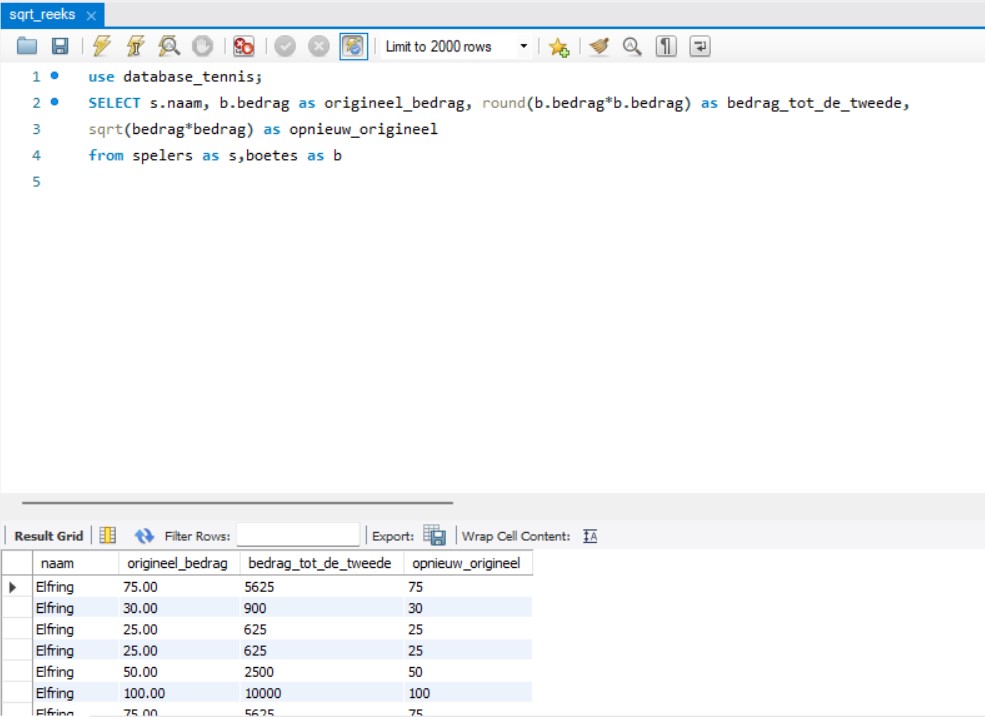 sqrt_reeks
Limit to 2000 rows
1 use database_tennis;
2 SELECT s.naam, b.bedrag as origineel_bedrag, round(b.bedrag*b.bedrag) as bedrag_tot_de_tweede,
3 sqrt(bedrag*bedrag) as opnieuw_origineel
4 from spelers as s,boetes as b
5
Result Grid Filter Rows: Export: Wrap Cell Content: IA
naam origineel_bedrag bedrag_tot_de_tweede opnieuw_origineel
Elfring 75.00 5625 75
Elfring 30.00 900 30
Elfring 25.00 625 25
Elfring 25.00 625 25
Elfring 50.00 2500 50
Elfring 100.00 10000 100
Elfring 75.00 5625 75